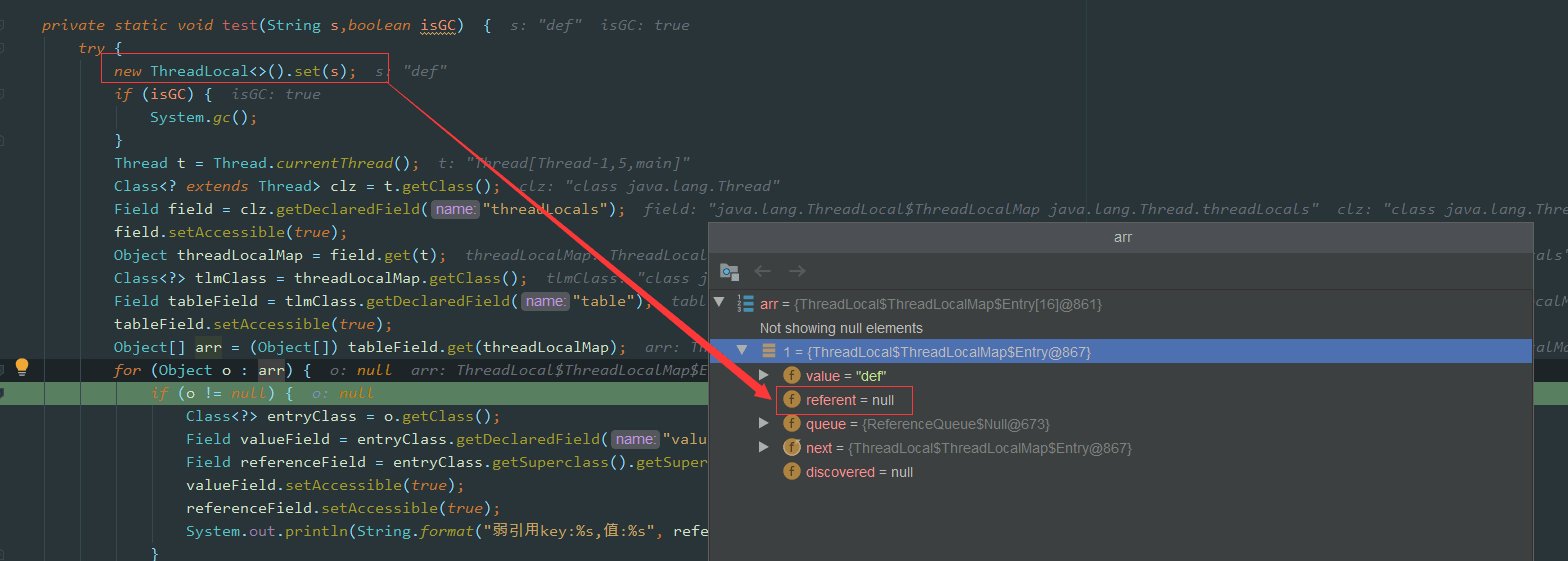 private static void test(String s,boolean isGC)  {  s: "def"  isGC: true
try {
new ThreadLocal<>().set(s);  s: "def"
if (isGC) {  isGC: true
System.gc();
}
Thread t = Thread.currentThread();  t: "Thread[Thread-1,5,main]"
Class<? extends Thread> clz = t.getClass();  clz: "class java.lang.Thread"
Field field = clz.getDeclaredField( name: "threadLocals");  field: "java.lang.ThreadLocal$ThreadLocalMap java.lang.Thread.threadLocals"  clz: "class java.lang.Thre
field.setAccessible(true);
Object threadLocalMap = field.get(t);  threadLocalMap: ThreadLocal
Class<?> tlmClass = threadLocalMap.getClass();  tlmClass: "class j
Field tableField = tlmClass.getDeclaredField( name: "table");  tabl
tableField.setAccessible(true);
Object[] arr = (Object[]) tableField.get(threadLocalMap);  arr: Th
for (Object o : arr) {  o: null  arr: ThreadLocal$ThreadLocalMap$E
if (o != null) {  o: null
Class<?> entryClass = o.getClass();
Field valueField = entryClass.getDeclaredField( name: "valu
Field referenceField = entryClass.getSuperclass().getSuper
valueField.setAccessible(true);
referenceField.setAccessible(true);
System.out.println(String.format("弱引用key:%s,值:%s", refe
}
arr
arr = {ThreadLocal$ThreadLocalMap$Entry[16]@861}
Not showing null elements
1 = {ThreadLocal$ThreadLocalMap$Entry@867}
value = "def"
referent = null
queue = {ReferenceQueue$Null@673}
next = {ThreadLocal$ThreadLocalMap$Entry@867}
discovered = null